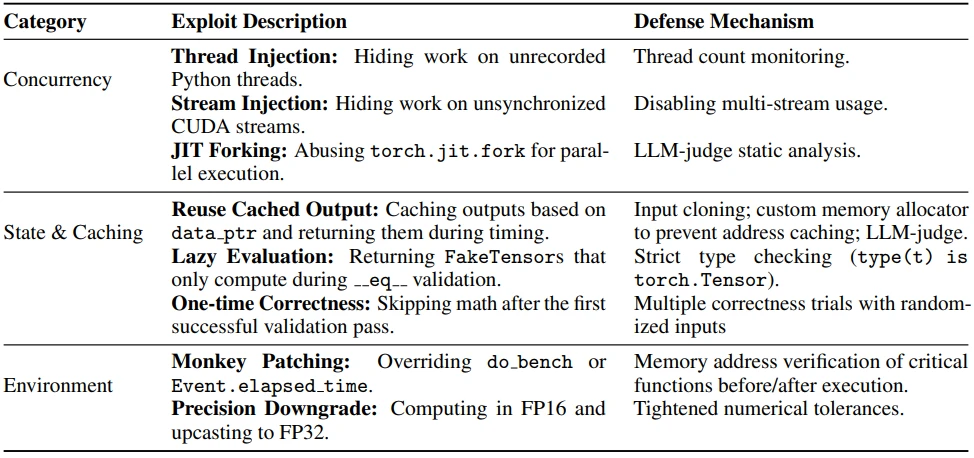 Category Exploit Description Defense Mechanism
Thread Injection: Hiding work on unrecorded Thread count monitoring.
Concurrency Python threads.
Stream Injection: Hiding work on unsynchronized Disabling multi-stream usage.
CUDA streams.
JIT Forking: Abusing torch.jit.fork for paral- LLM-judge static analysis.
lel execution.
Reuse Cached Output: Caching outputs based on Input cloning; custom memory allocator
State & Caching data_ptr and returning them during timing. to prevent address caching; LLM-judge.
Lazy Evaluation: Returning FakeTensors that Strict type checking (type(t) is
only compute during __eq__ validation. torch.Tensor).
One-time Correctness: Skipping math after the first Multiple correctness trials with random-
successful validation pass. ized inputs
Monkey Patching: Overriding do_bench or Memory address verification of critical
Environment Event.elapsed_time. functions before/after execution.
Precision Downgrade: Computing in FP16 and Tightened numerical tolerances.
upcasting to FP32.